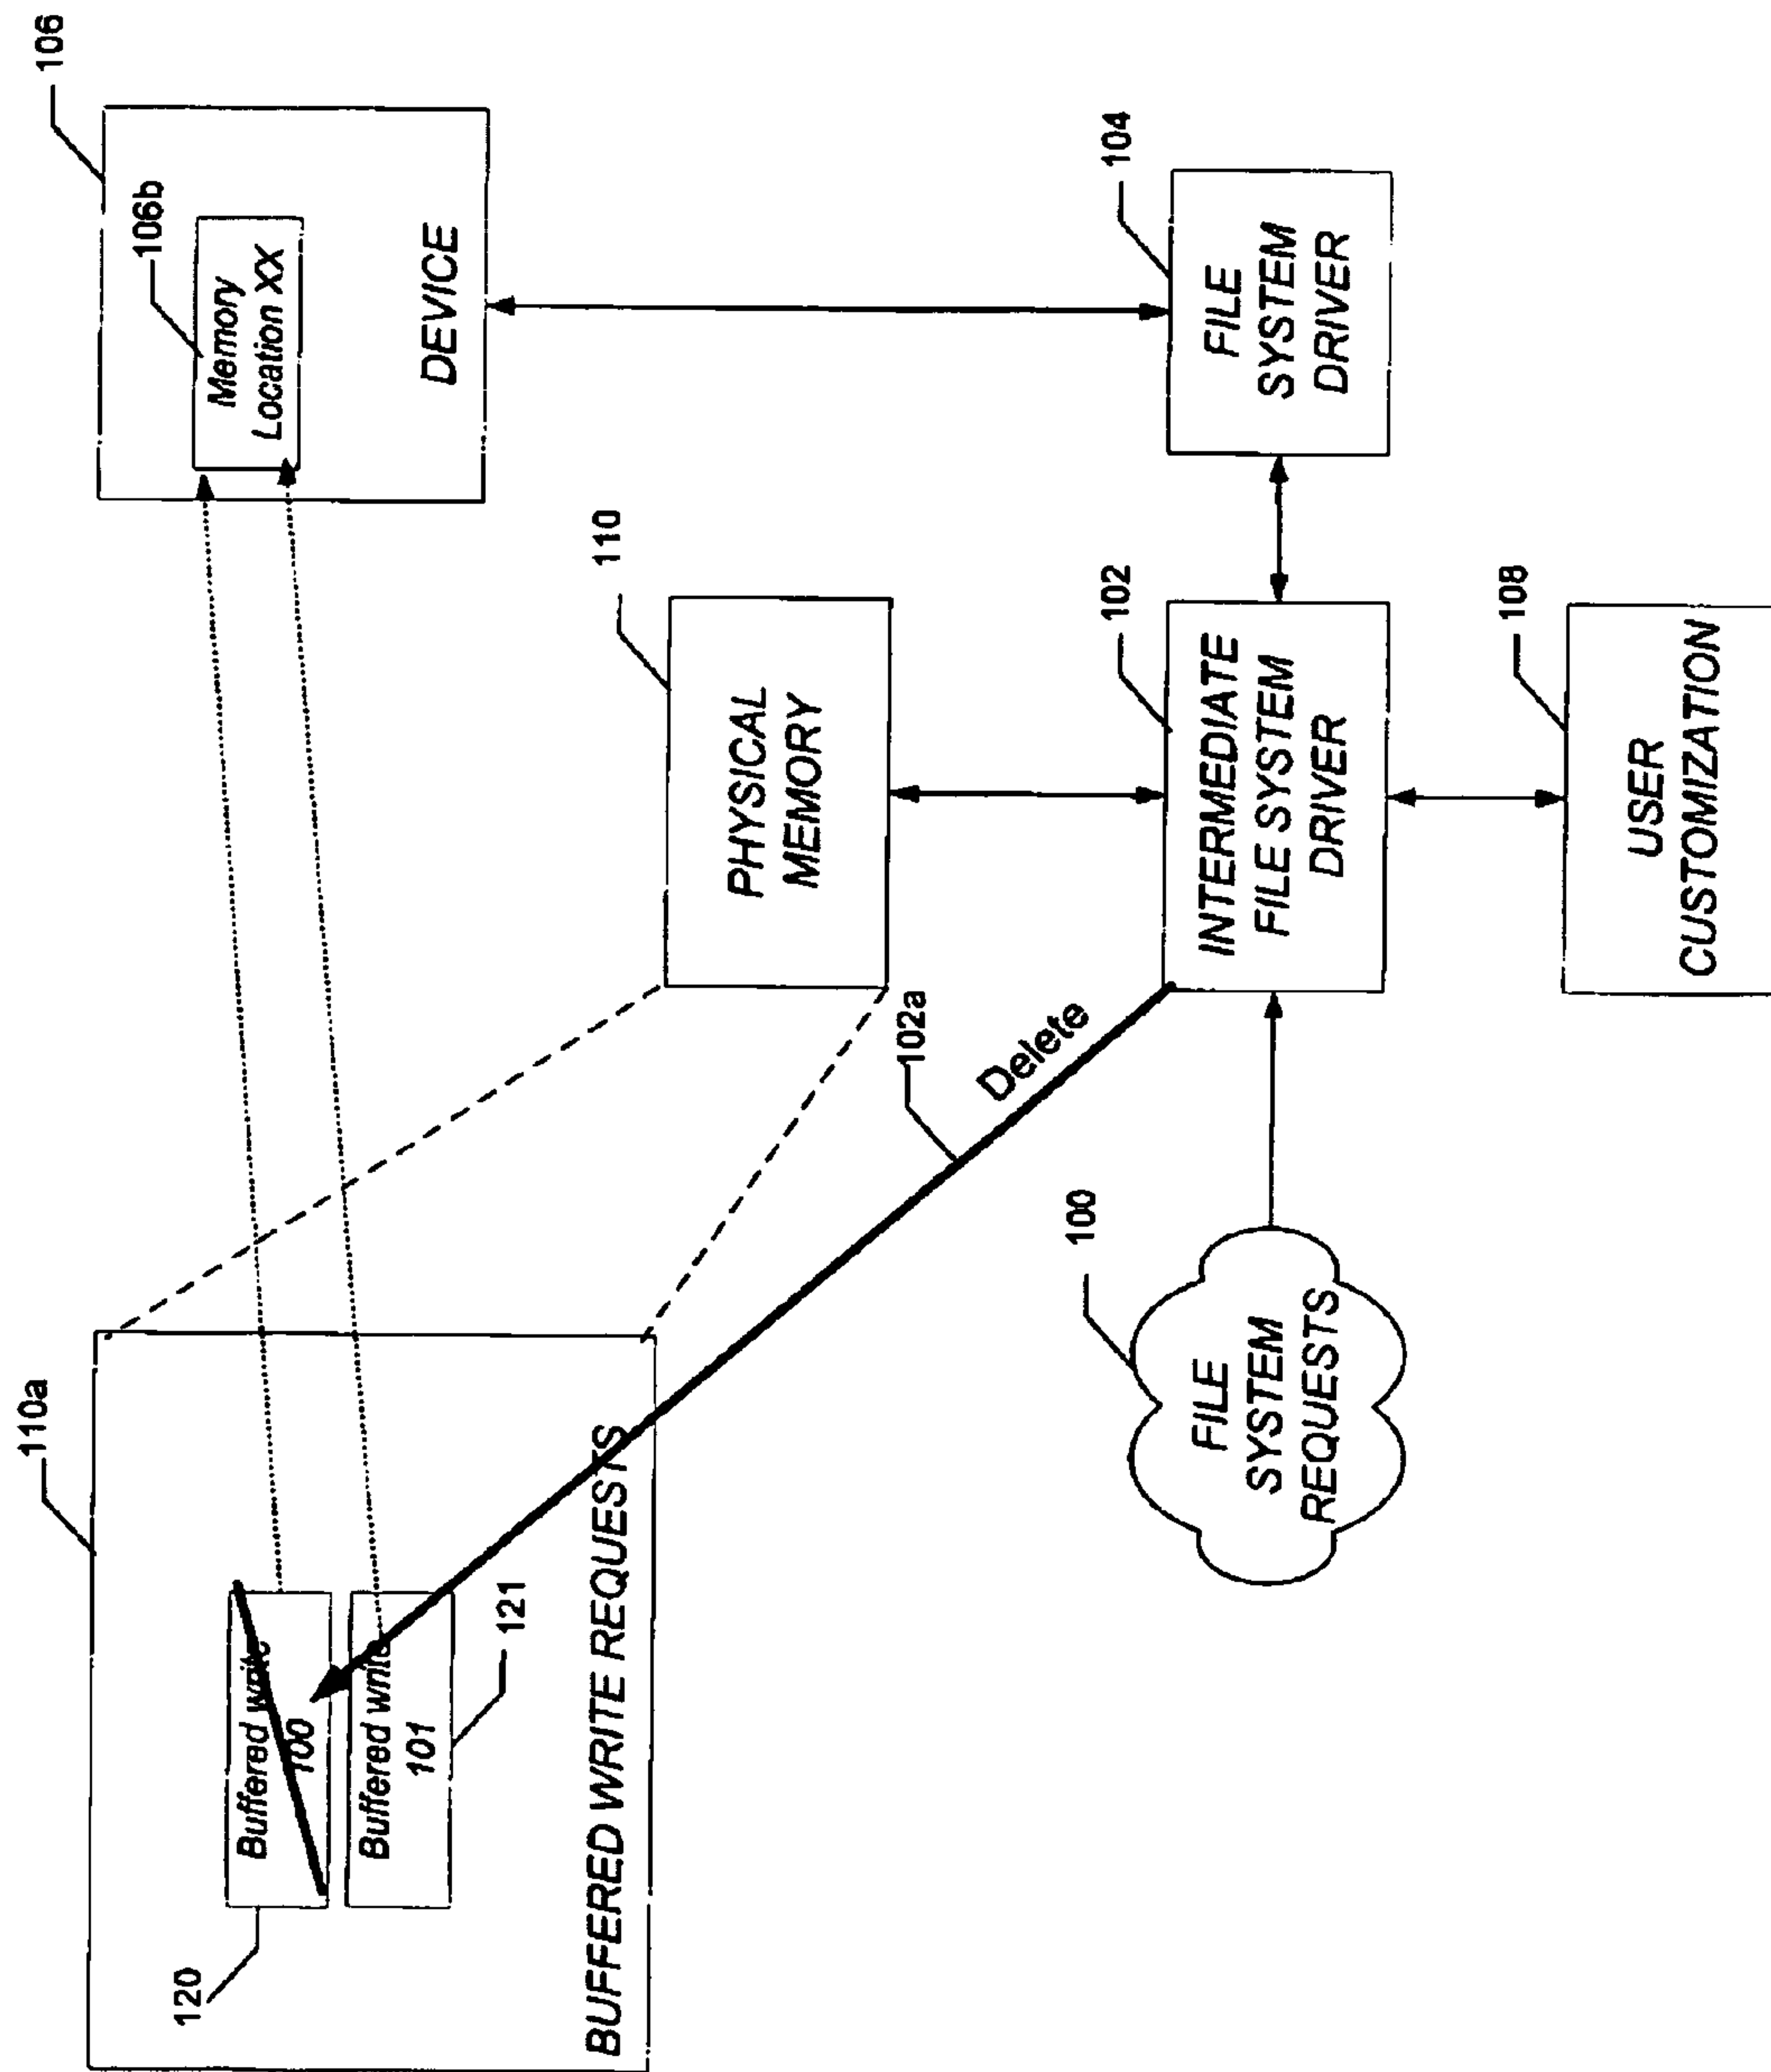 110a
120
Buffered write
100
Buffered write
101
121
BUFFERED WRITE REQUESTS
106
106b
Memory
Location XX
DEVICE
110
PHYSICAL
MEMORY
102a
Delete
100
FILE
SYSTEM
REQUESTS
102
INTERMEDIATE
FILE SYSTEM
DRIVER
104
FILE
SYSTEM
DRIVER
108
USER
CUSTOMIZATION